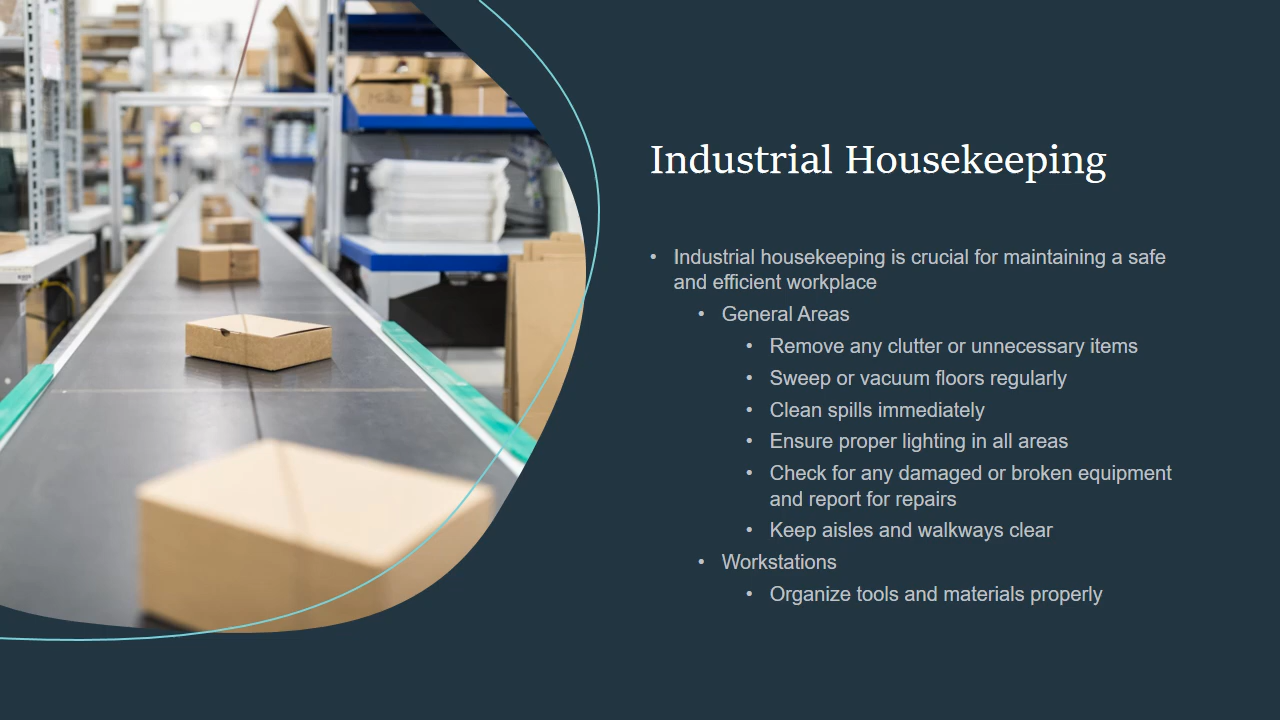 Industrial Housekeeping
• Industrial housekeeping is crucial for maintaining a safe
and efficient workplace
• General Areas
• Remove any clutter or unnecessary items
• Sweep or vacuum floors regularly
• Clean spills immediately
• Ensure proper lighting in all areas
• Check for any damaged or broken equipment
and report for repairs
• Keep aisles and walkways clear
• Workstations
• Organize tools and materials properly